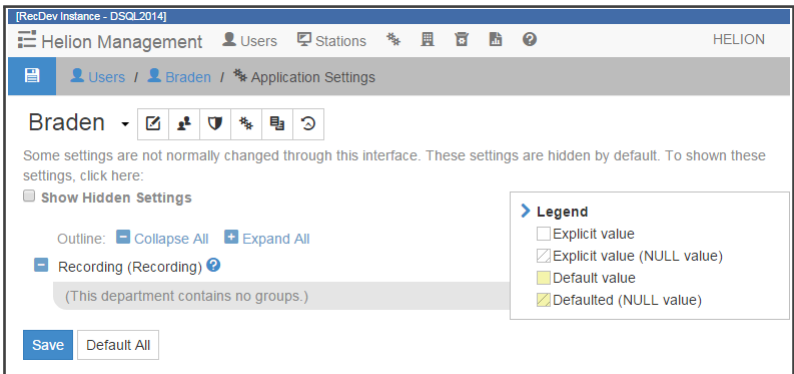 [RecDev Instance - DSQL2014]
Helion Management Users Stations HELION
Users / Braden / Application Settings
Braden
Some settings are not normally changed through this interface. These settings are hidden by default. To shown these
settings, click here:
Show Hidden Settings
Outline: Collapse All Expand All
Recording (Recording)
(This department contains no groups.)
Legend
Explicit value
Explicit value (NULL value)
Default value
Defaulted (NULL value)
Save Default All